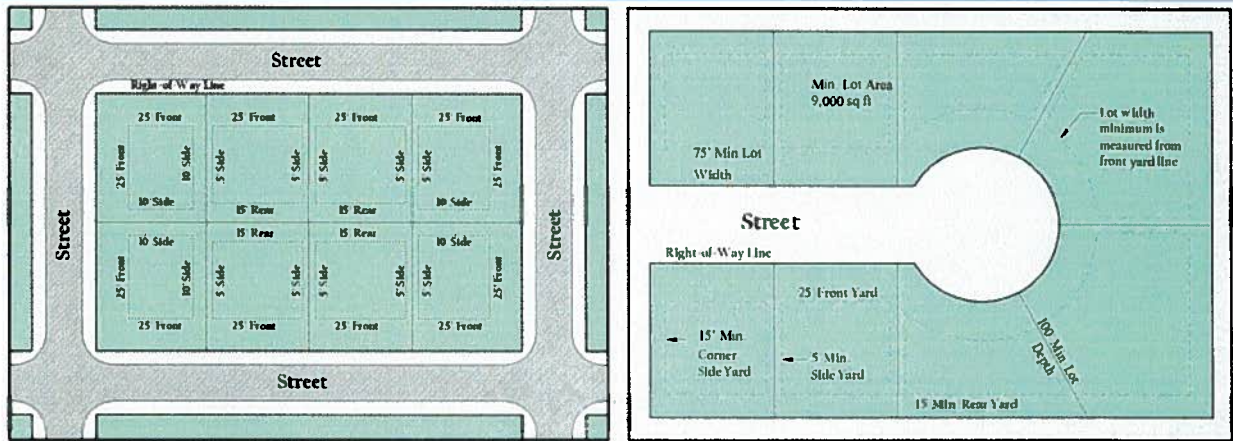 Street
Right-of-Way Line
25' Front
25' Front
25' Front
25' Front
25' Front
10' Side
5' Side
5' Side
5' Side
5' Side
5' Side
25' Front
10' Side
15' Rear
15' Rear
10' Side
10' Side
15' Rear
15' Rear
10' Side
25' Front
10' Side
5' Side
5' Side
5' Side
5' Side
5' Side
25' Front
25' Front
25' Front
25' Front
25' Front
Street
Street
Street
Min Lot Area
9,000 sq ft
Lot width
minimum is
measured from
front yard line
75' Min Lot
Width
Street
Right-of-Way Line
25 Front Yard
15' Min
Corner
Side Yard
5 Min
Side Yard
100 Min Lot
Depth
15 Min Rear Yard